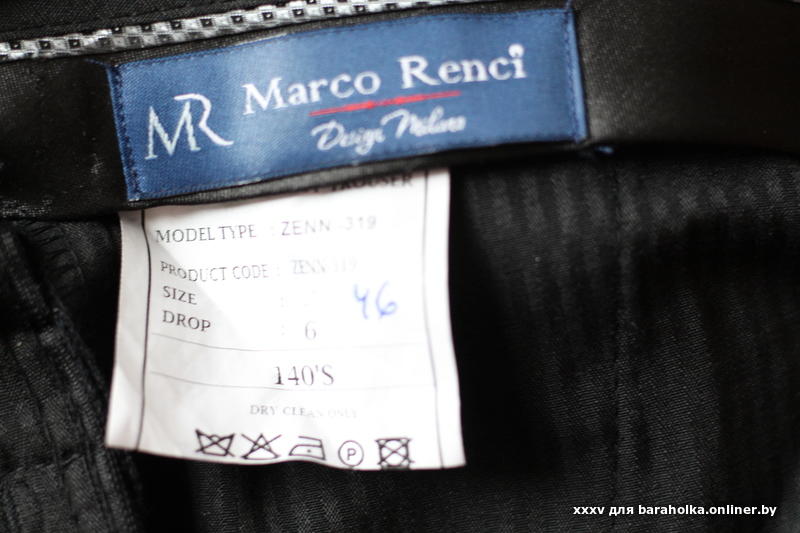 MR Marco Renci
Design Milano
TROUSER
MODEL TYPE : ZENN-319
PRODUCT CODE : ZENN-319
SIZE : 46
DROP : 6
140'S
DRY CLEAN ONLY
P
xxxv для baraholka.onliner.by